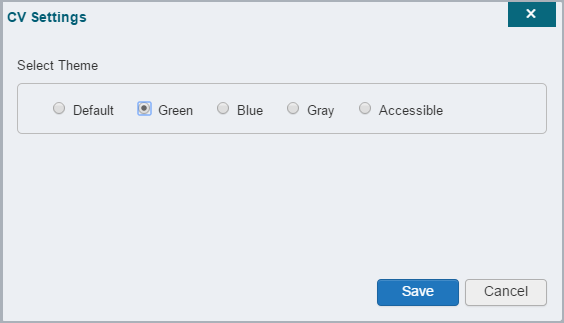 CV Settings
Select Theme
Default Green Blue Gray Accessible
Save Cancel